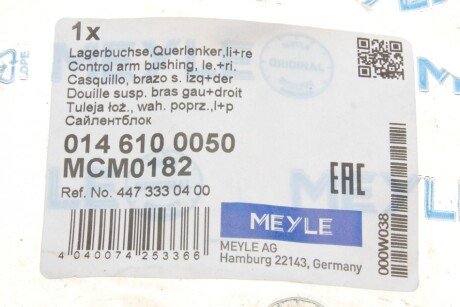 1x
Lagerbuchse,Querlenker,li+re
Control arm bushing, le.+ri.
Casquillo, brazo s. izq+der
Douille susp. bras gau+droit
Tuleja łoż., wah. poprz.,l+p
Сайлентблок
014 610 0050
MCM0182
Ref. No. 447 333 04 00
EAC
MEYLE
MEYLE AG
Hamburg 22143, Germany
000W038
4 040074 253366
ORIGINAL
LDPE